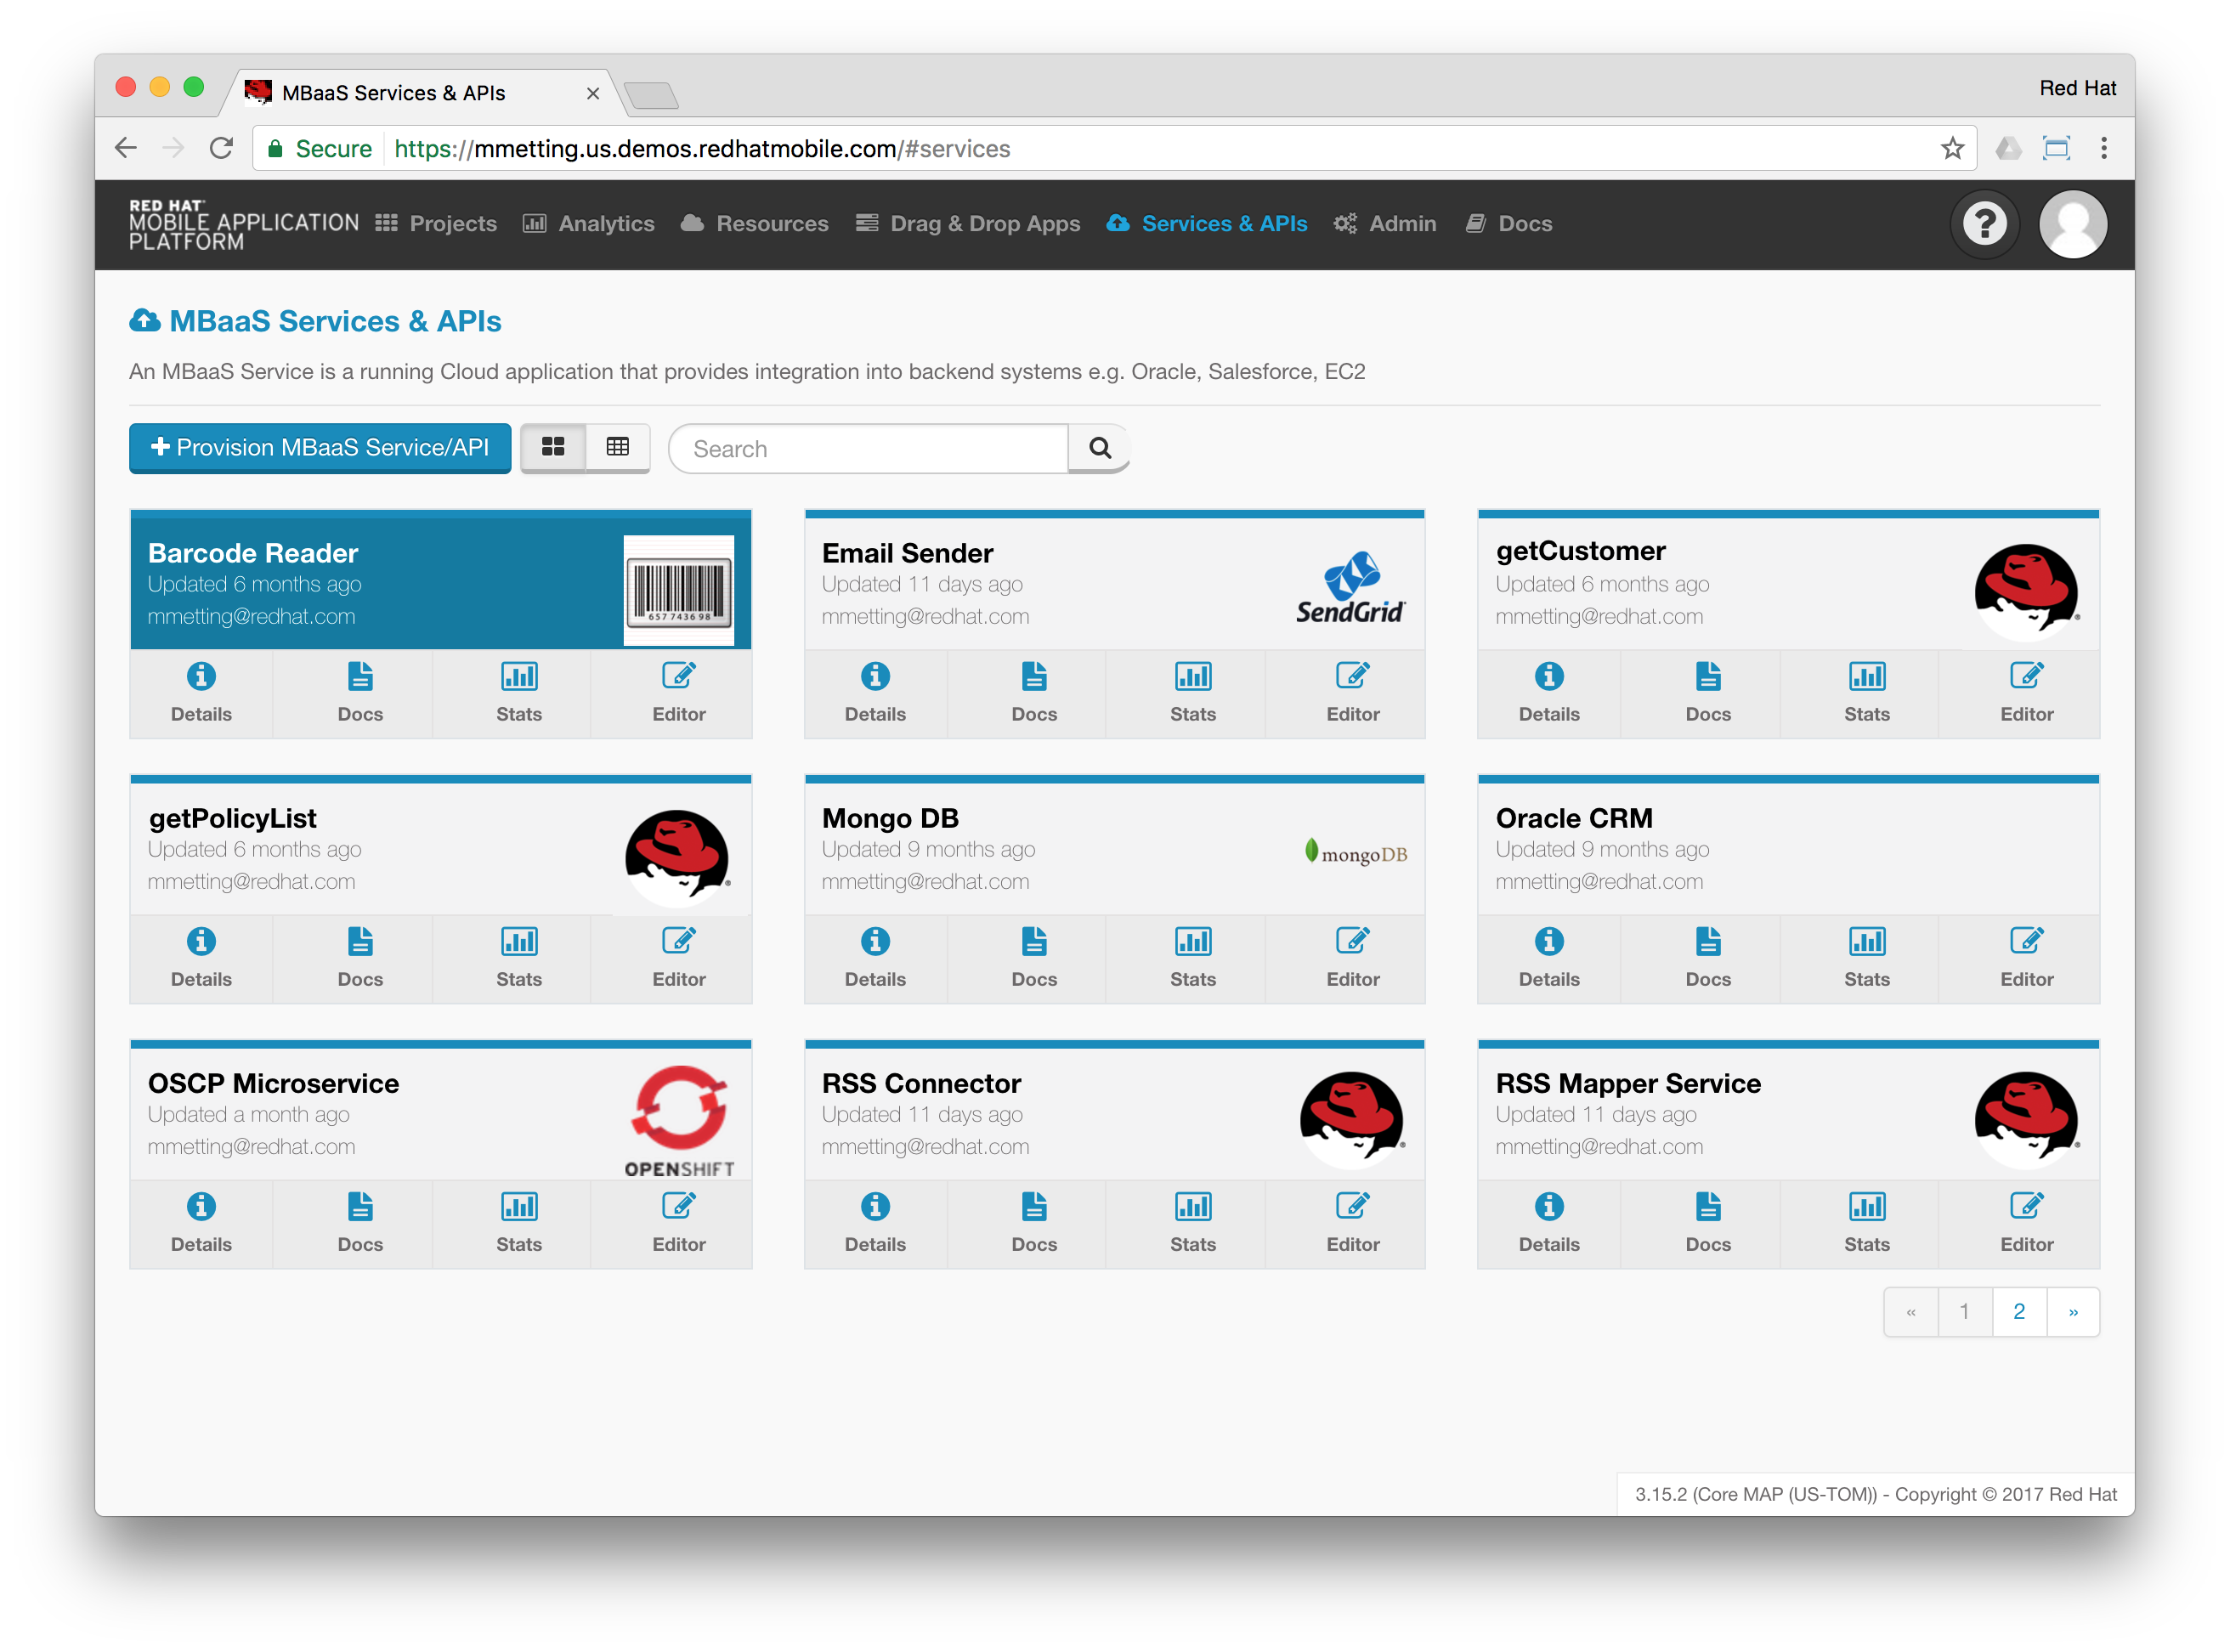 MBaaS Services & APIs
Red Hat
Secure https://mmetting.us.demos.redhatmobile.com/#services
RED HAT
MOBILE APPLICATION
PLATFORM
Projects Analytics Resources Drag & Drop Apps Services & APIs Admin Docs
MBaaS Services & APIs
An MBaaS Service is a running Cloud application that provides integration into backend systems e.g. Oracle, Salesforce, EC2
Provision MBaaS Service/API
Search
Barcode Reader
Updated 6 months ago
mmetting@redhat.com
657743698
Details Docs Stats Editor
Email Sender
Updated 11 days ago
mmetting@redhat.com
SendGrid
Details Docs Stats Editor
getCustomer
Updated 6 months ago
mmetting@redhat.com
Details Docs Stats Editor
getPolicyList
Updated 6 months ago
mmetting@redhat.com
Details Docs Stats Editor
Mongo DB
Updated 9 months ago
mmetting@redhat.com
mongoDB
Details Docs Stats Editor
Oracle CRM
Updated 9 months ago
mmetting@redhat.com
Details Docs Stats Editor
OSCP Microservice
Updated a month ago
mmetting@redhat.com
OPENSHIFT
Details Docs Stats Editor
RSS Connector
Updated 11 days ago
mmetting@redhat.com
Details Docs Stats Editor
RSS Mapper Service
Updated 11 days ago
mmetting@redhat.com
Details Docs Stats Editor
« 1 2 »
3.15.2 (Core MAP (US-TOM)) - Copyright © 2017 Red Hat